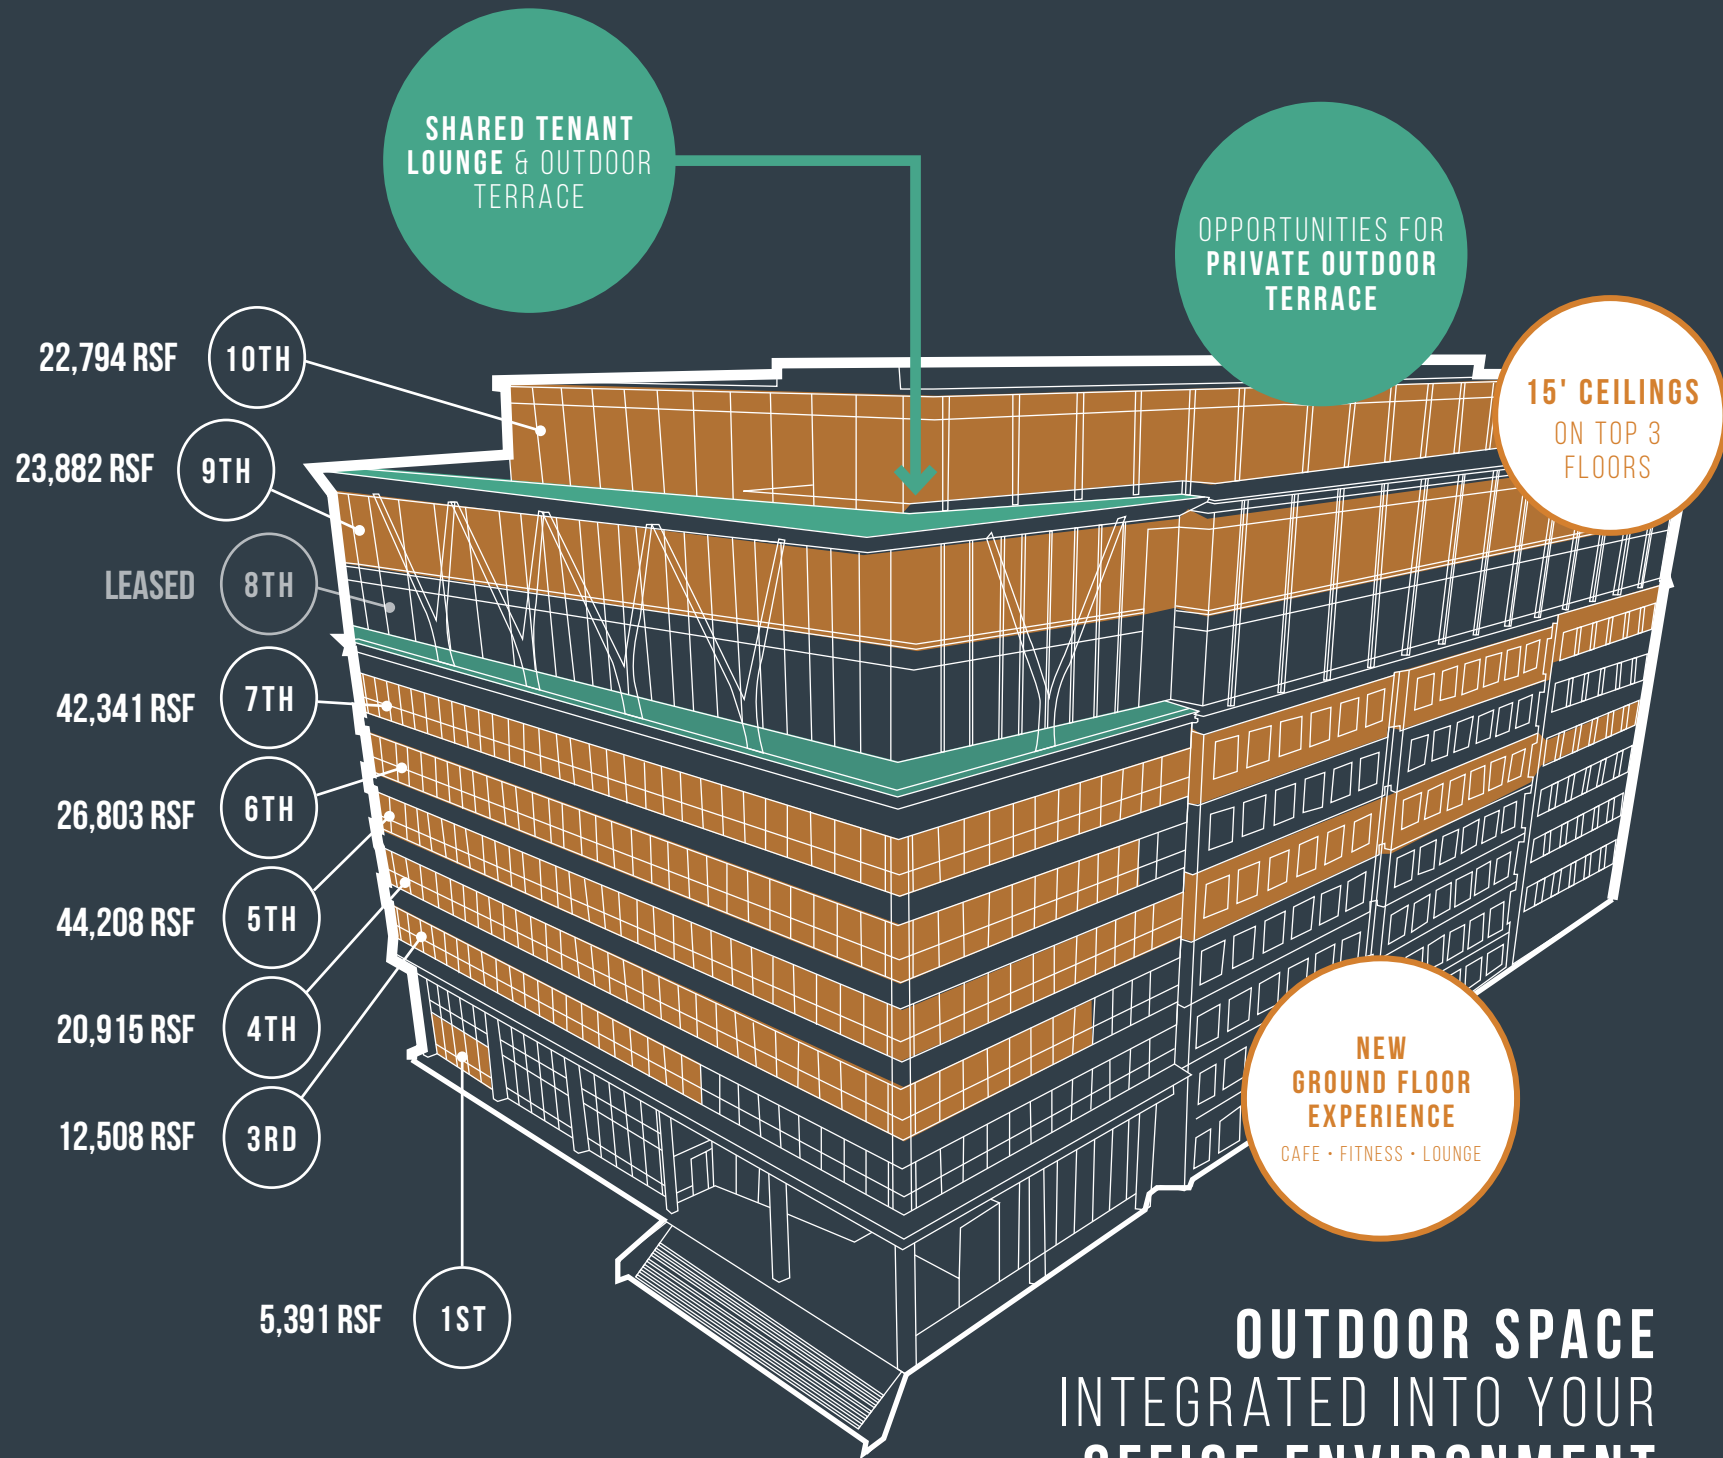 SHARED TENANT
LOUNGE & OUTDOOR
TERRACE
OPPORTUNITIES FOR
PRIVATE OUTDOOR
TERRACE
15' CEILINGS
ON TOP 3
FLOORS
22,794 RSF 10TH
23,882 RSF 9TH
LEASED 8TH
42,341 RSF 7TH
26,803 RSF 6TH
44,208 RSF 5TH
20,915 RSF 4TH
12,508 RSF 3RD
5,391 RSF 1ST
NEW
GROUND FLOOR
EXPERIENCE
CAFE • FITNESS • LOUNGE
OUTDOOR SPACE
INTEGRATED INTO YOUR
OFFICE ENVIRONMENT